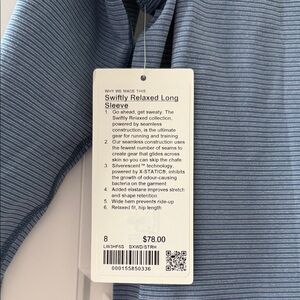 WHY WE MADE THIS
Swiftly Relaxed Long
Sleeve
1. Go ahead, get sweaty. The
Swiftly Relaxed collection,
powered by seamless
construction, is the ultimate
gear for running and training
2. Our seamless construction uses
the fewest number of seams to
create gear that glides across
skin so you can skip the chafe
3. Silverescent™ technology,
powered by X-STATIC®, inhibits
the growth of odour-causing
bacteria on the garment
4. Added elastane improves stretch
and shape retention
5. Wide hem prevents ride-up
6. Relaxed fit, hip length
8 $78.00
LW3HF6S SXWD/STRH
000155850336